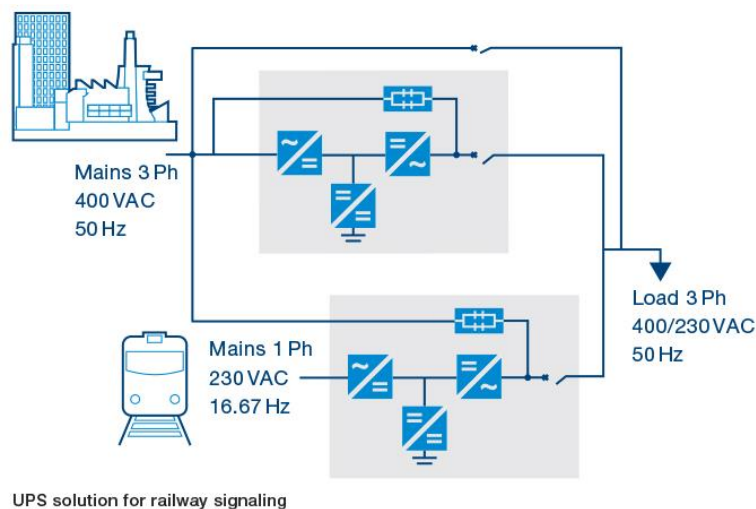 Mains 3 Ph
400 VAC
50 Hz
Mains 1 Ph
230 VAC
16.67 Hz
Load 3 Ph
400/230 VAC
50 Hz
UPS solution for railway signaling